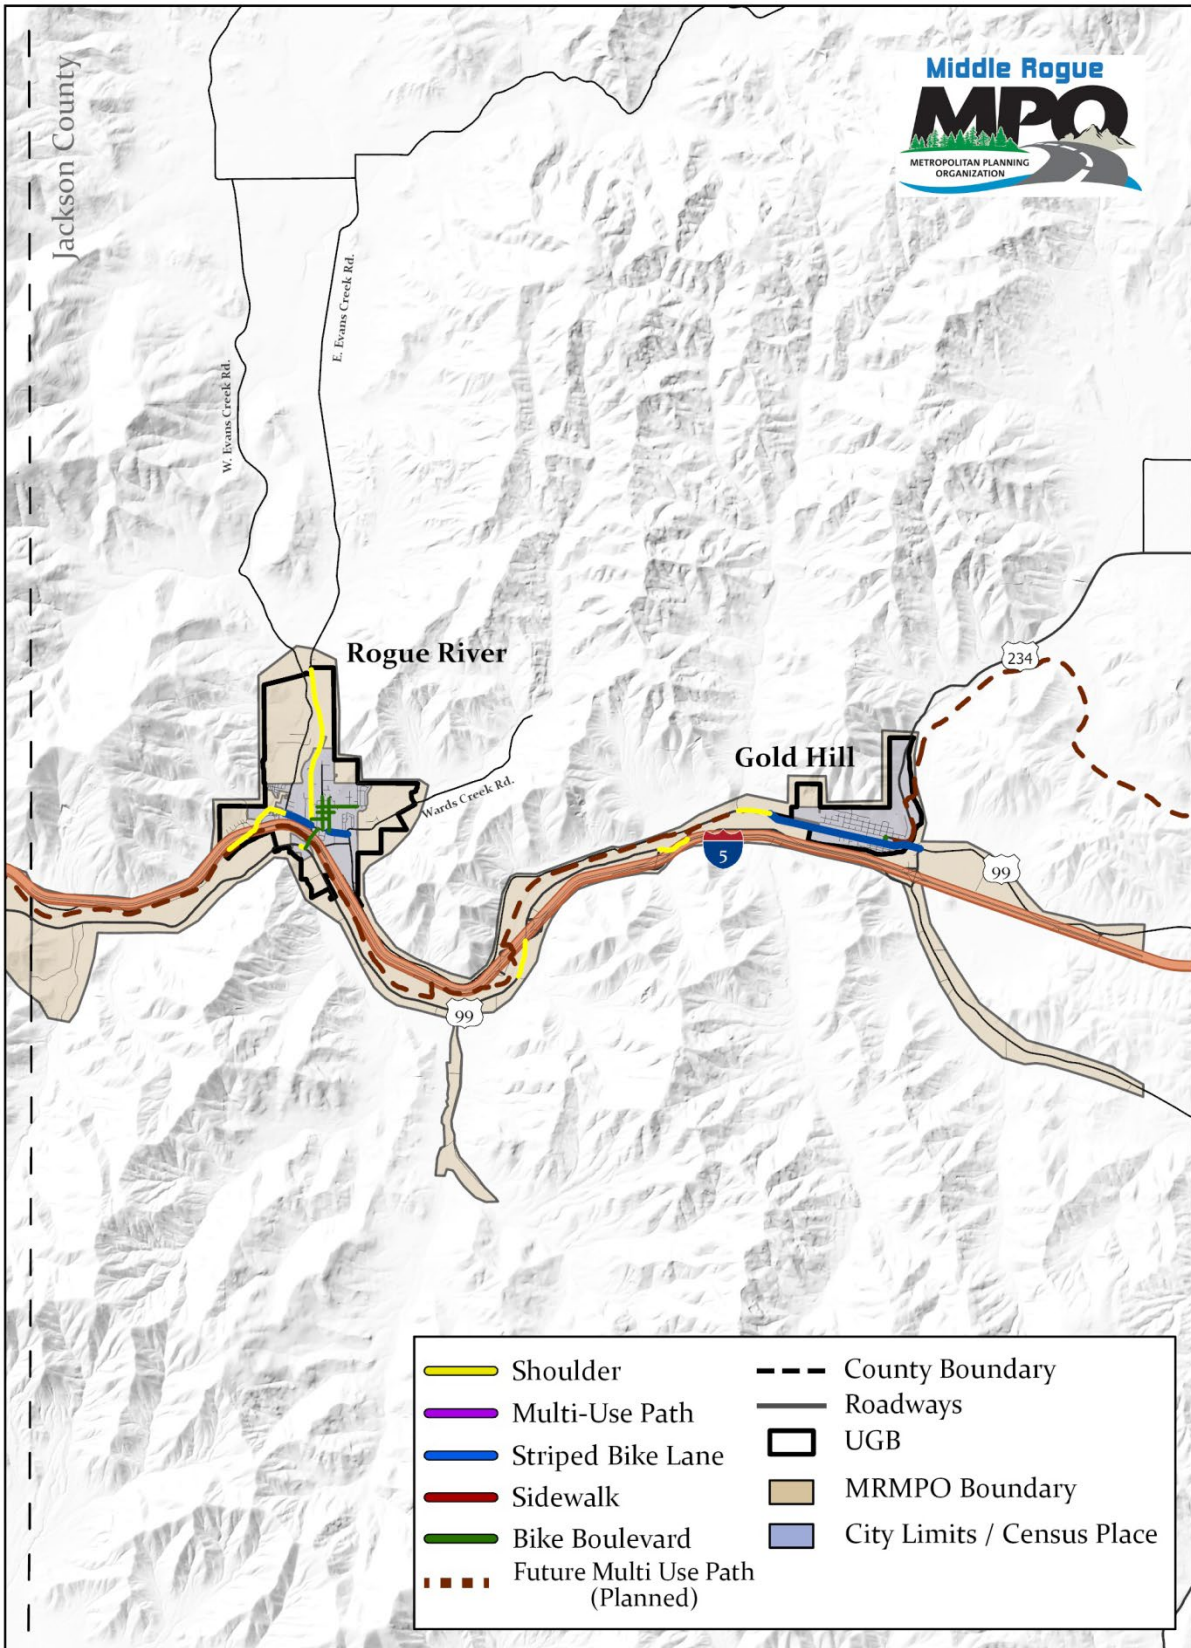 Jackson County
Middle Rogue
MPO
METROPOLITAN PLANNING
ORGANIZATION
W. Evans Creek Rd.
E. Evans Creek Rd.
Rogue River
234
Gold Hill
Wards Creek Rd.
5
99
99
Shoulder
Multi-Use Path
Striped Bike Lane
Sidewalk
Bike Boulevard
Future Multi Use Path
(Planned)
County Boundary
Roadways
UGB
MRMPO Boundary
City Limits / Census Place